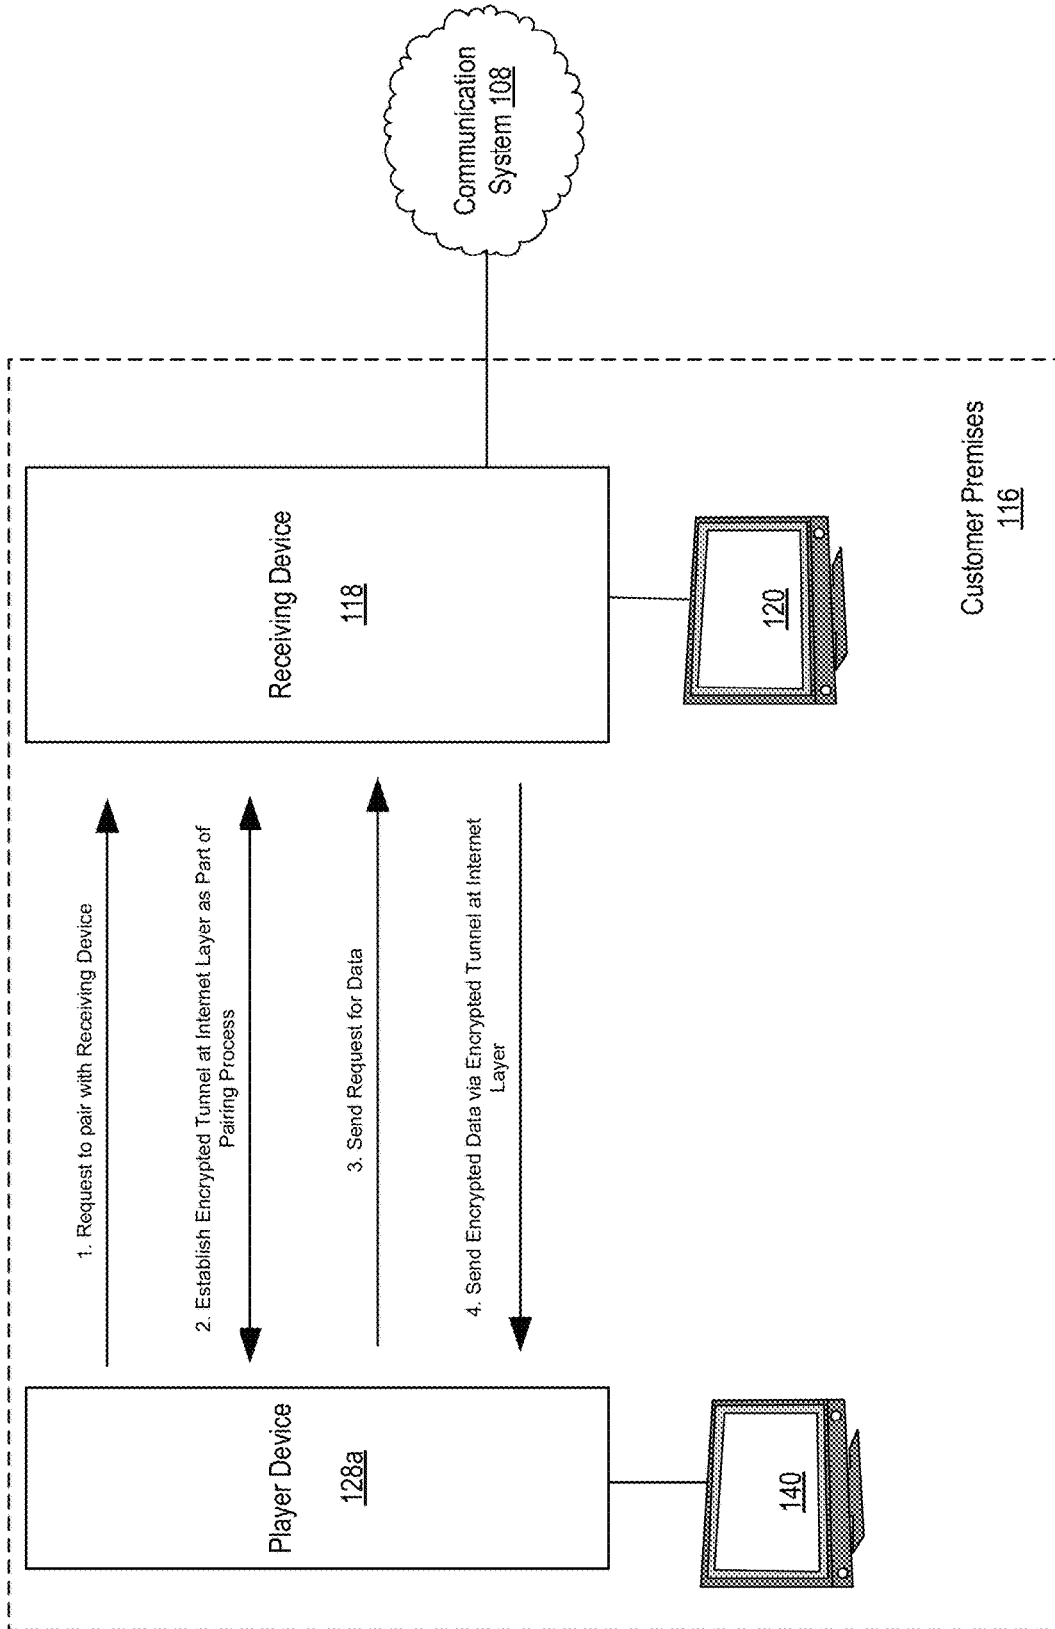 Player Device
128a
1. Request to pair with Receiving Device
2. Establish Encrypted Tunnel at Internet Layer as Part of
Pairing Process
3. Send Request for Data
4. Send Encrypted Data via Encrypted Tunnel at Internet
Layer
Receiving Device
118
Communication
System 108
140
120
Customer Premises
116